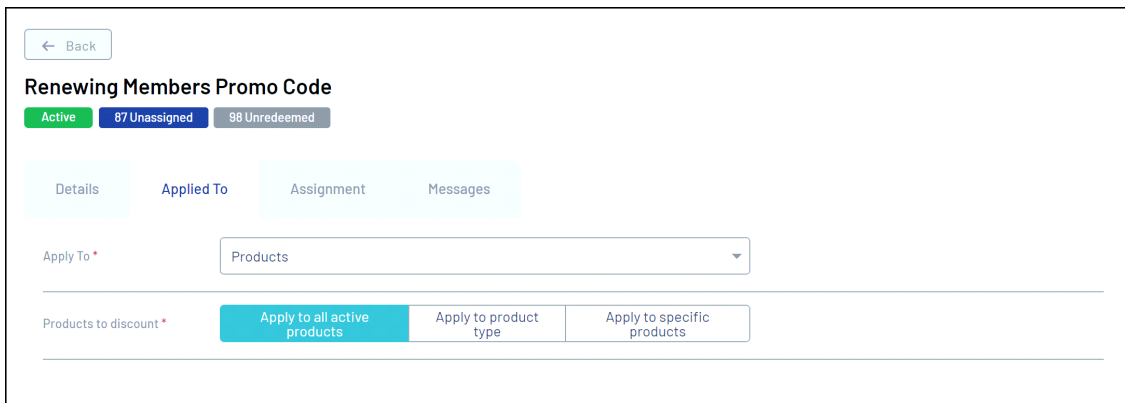 Back
Renewing Members Promo Code
Active 87 Unassigned 98 Unredeemed
Details Applied To Assignment Messages
Apply To *
Products
Products to discount *
Apply to all active
products
Apply to product
type
Apply to specific
products